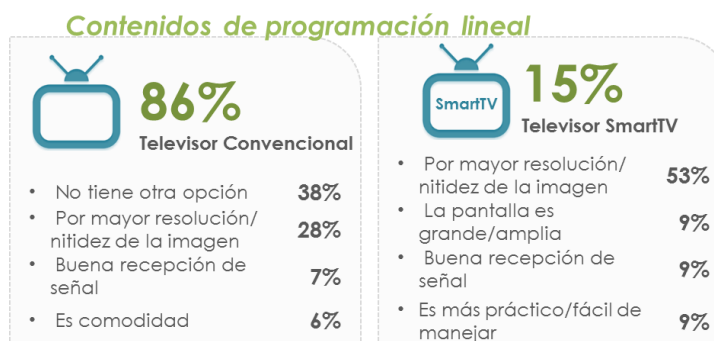 Contenidos de programación lineal
86%
Televisor Convencional
• No tiene otra opción 38%
• Por mayor resolución/
nitidez de la imagen 28%
• Buena recepción de
señal 7%
• Es comodidad 6%
SmartTV
15%
Televisor SmartTV
• Por mayor resolución/
nitidez de la imagen 53%
• La pantalla es
grande/amplia 9%
• Buena recepción de
señal 9%
• Es más práctico/fácil de
manejar 9%